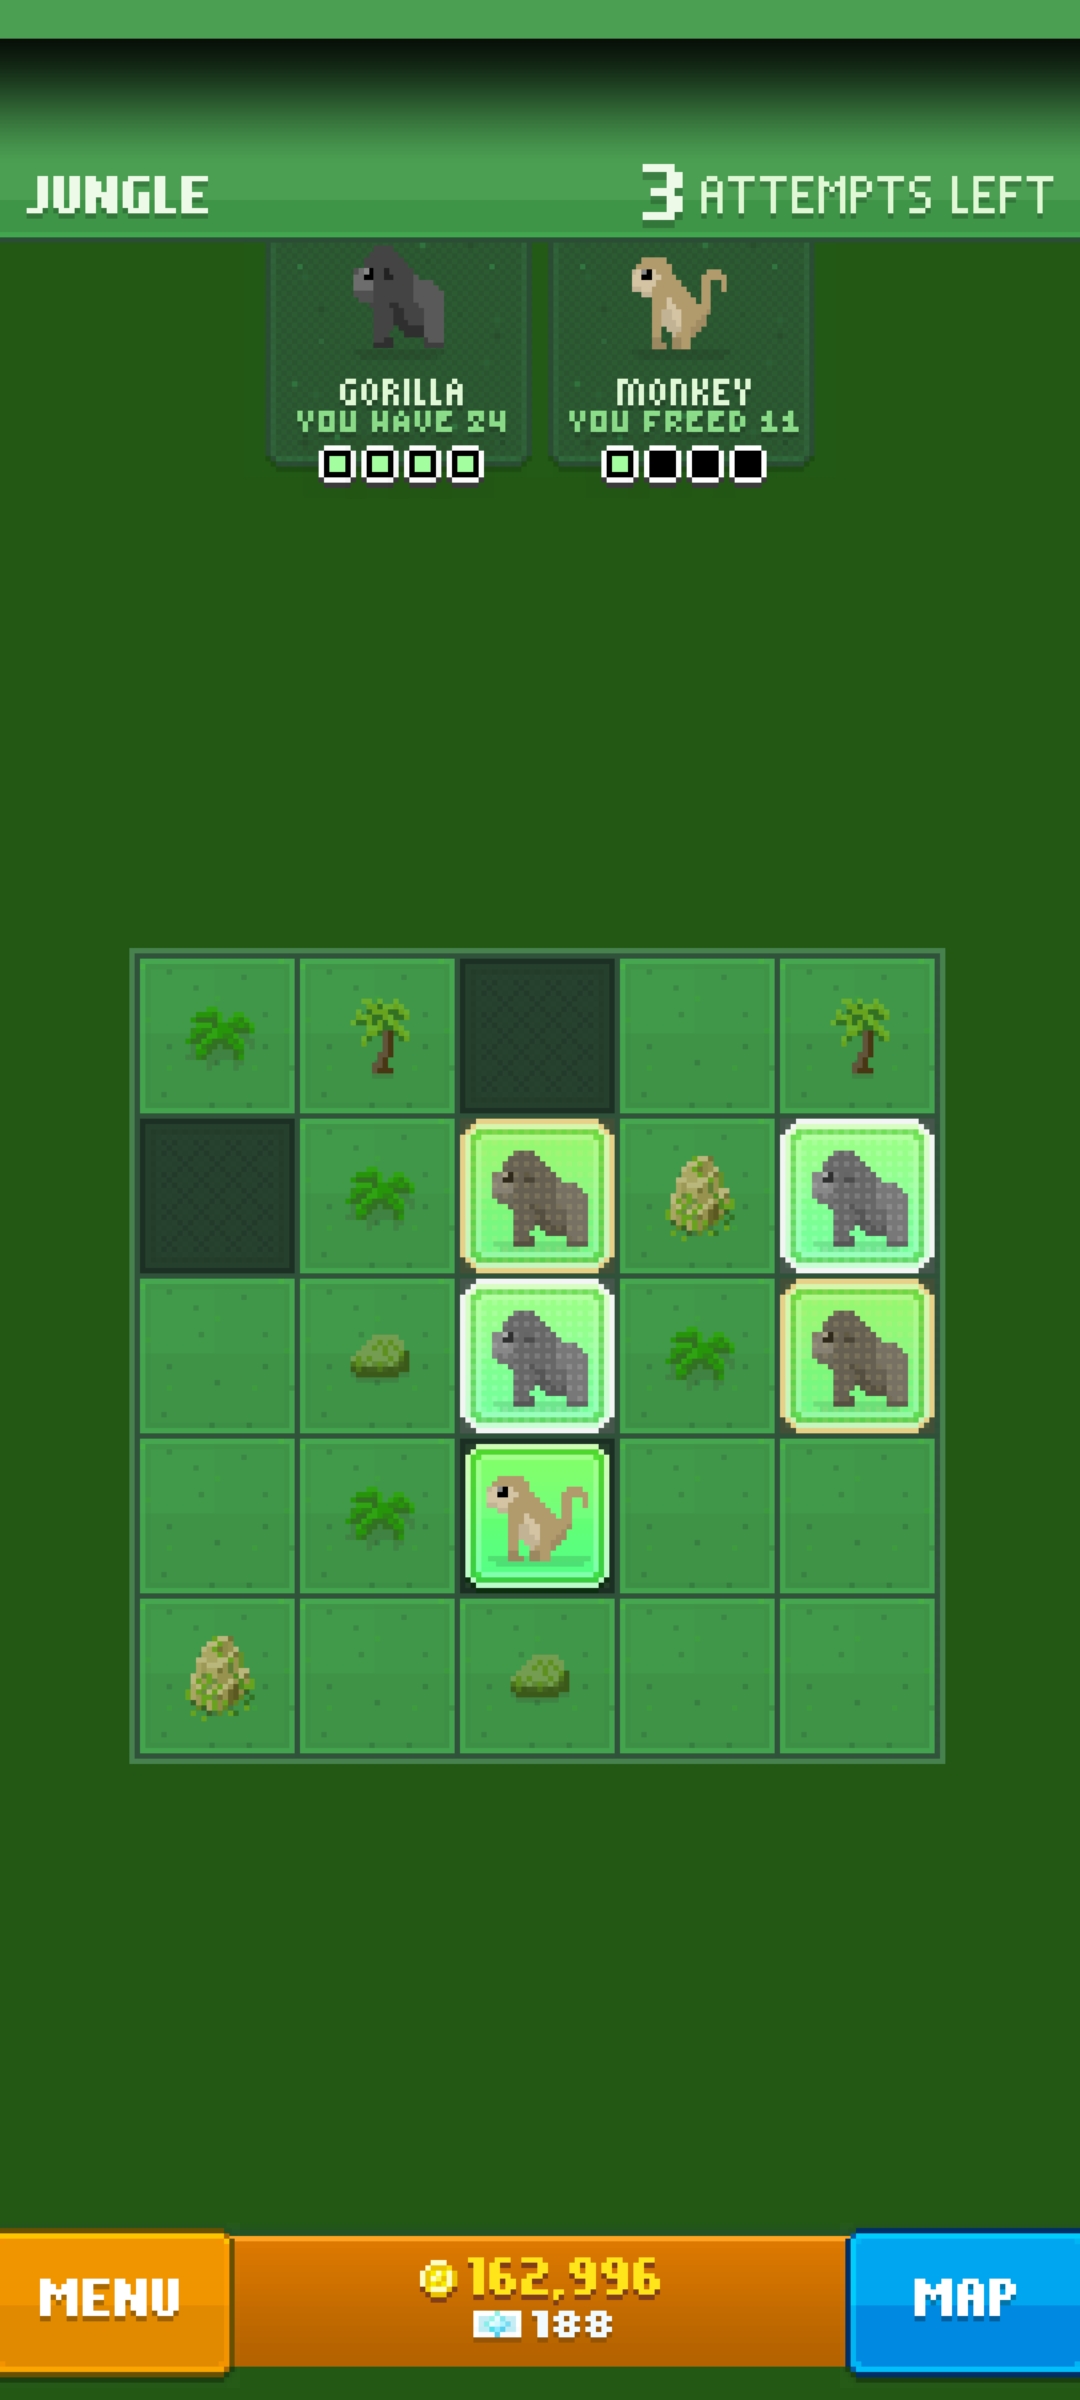 JUNGLE
3 ATTEMPTS LEFT
GORILLA
YOU HAVE 24
MONKEY
YOU FREED 11
MENU
162,996
188
MAP